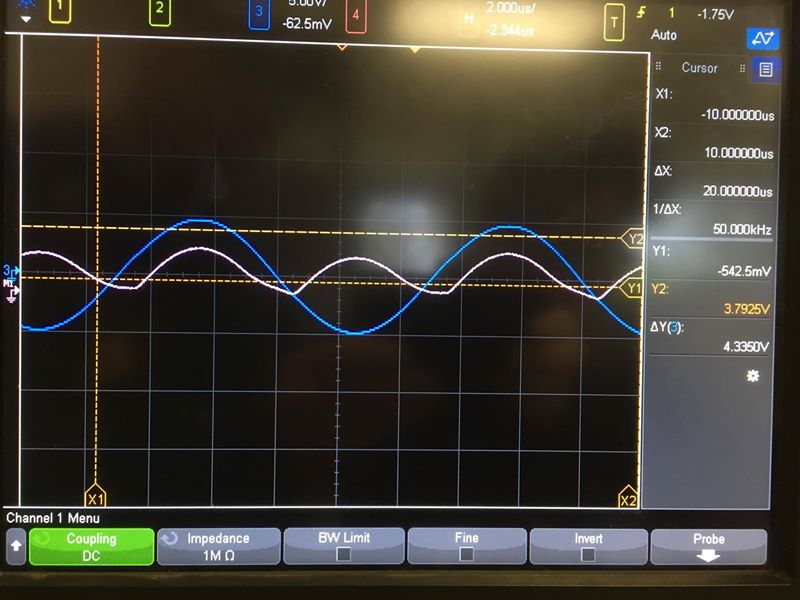 1
2
3
5.00V/
-62.5mV
4
H
2.000us/
-2.344us
T
1
-1.75V
Auto
Cursor
X1:
-10.000000us
X2:
10.000000us
ΔX:
20.000000us
1/ΔX:
50.000kHz
Y1:
-542.5mV
Y2:
3.7925V
ΔY(3):
4.3350V
Y2
3
M1
Y1
X1
X2
Channel 1 Menu
Coupling
DC
Impedance
1M Ω
BW Limit
Fine
Invert
Probe